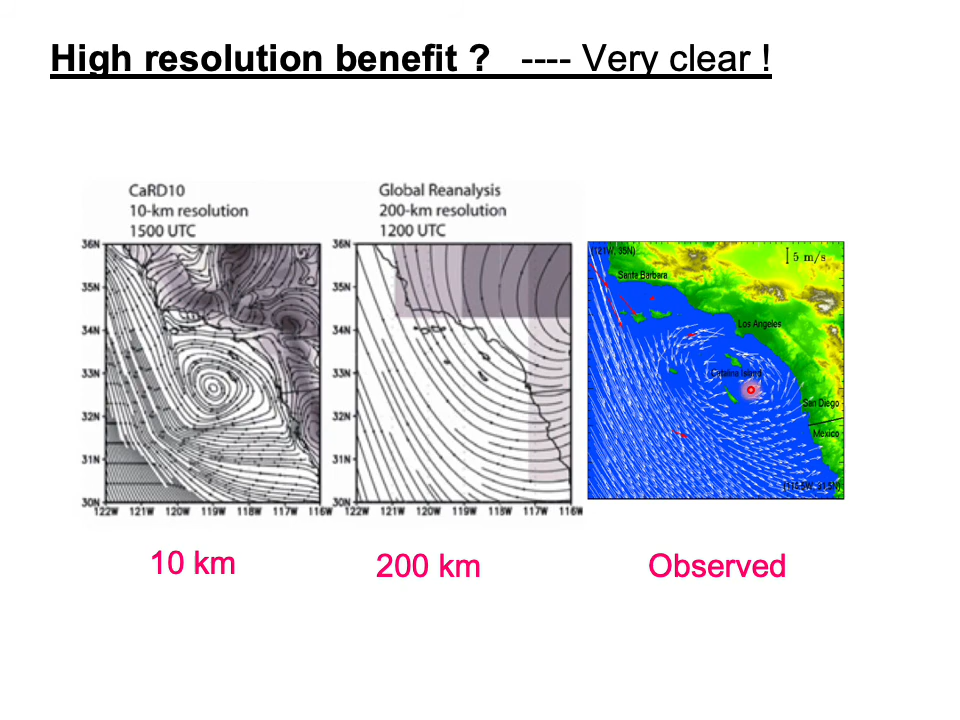 High resolution benefit ?   ---- Very clear !
CaRD10
10-km resolution
1500 UTC
36N
35N
34N
33N
32N
31N
30N
122W 121W 120W 119W 118W 117W 116W
Global Reanalysis
200-km resolution
1200 UTC
36N
35N
34N
33N
32N
31N
30N
122W 121W 120W 119W 118W 117W 116W
(121W, 35N)
5 m/s
Santa Barbara
Los Angeles
Catalina Island
San Diego
Mexico
10 km
200 km
Observed